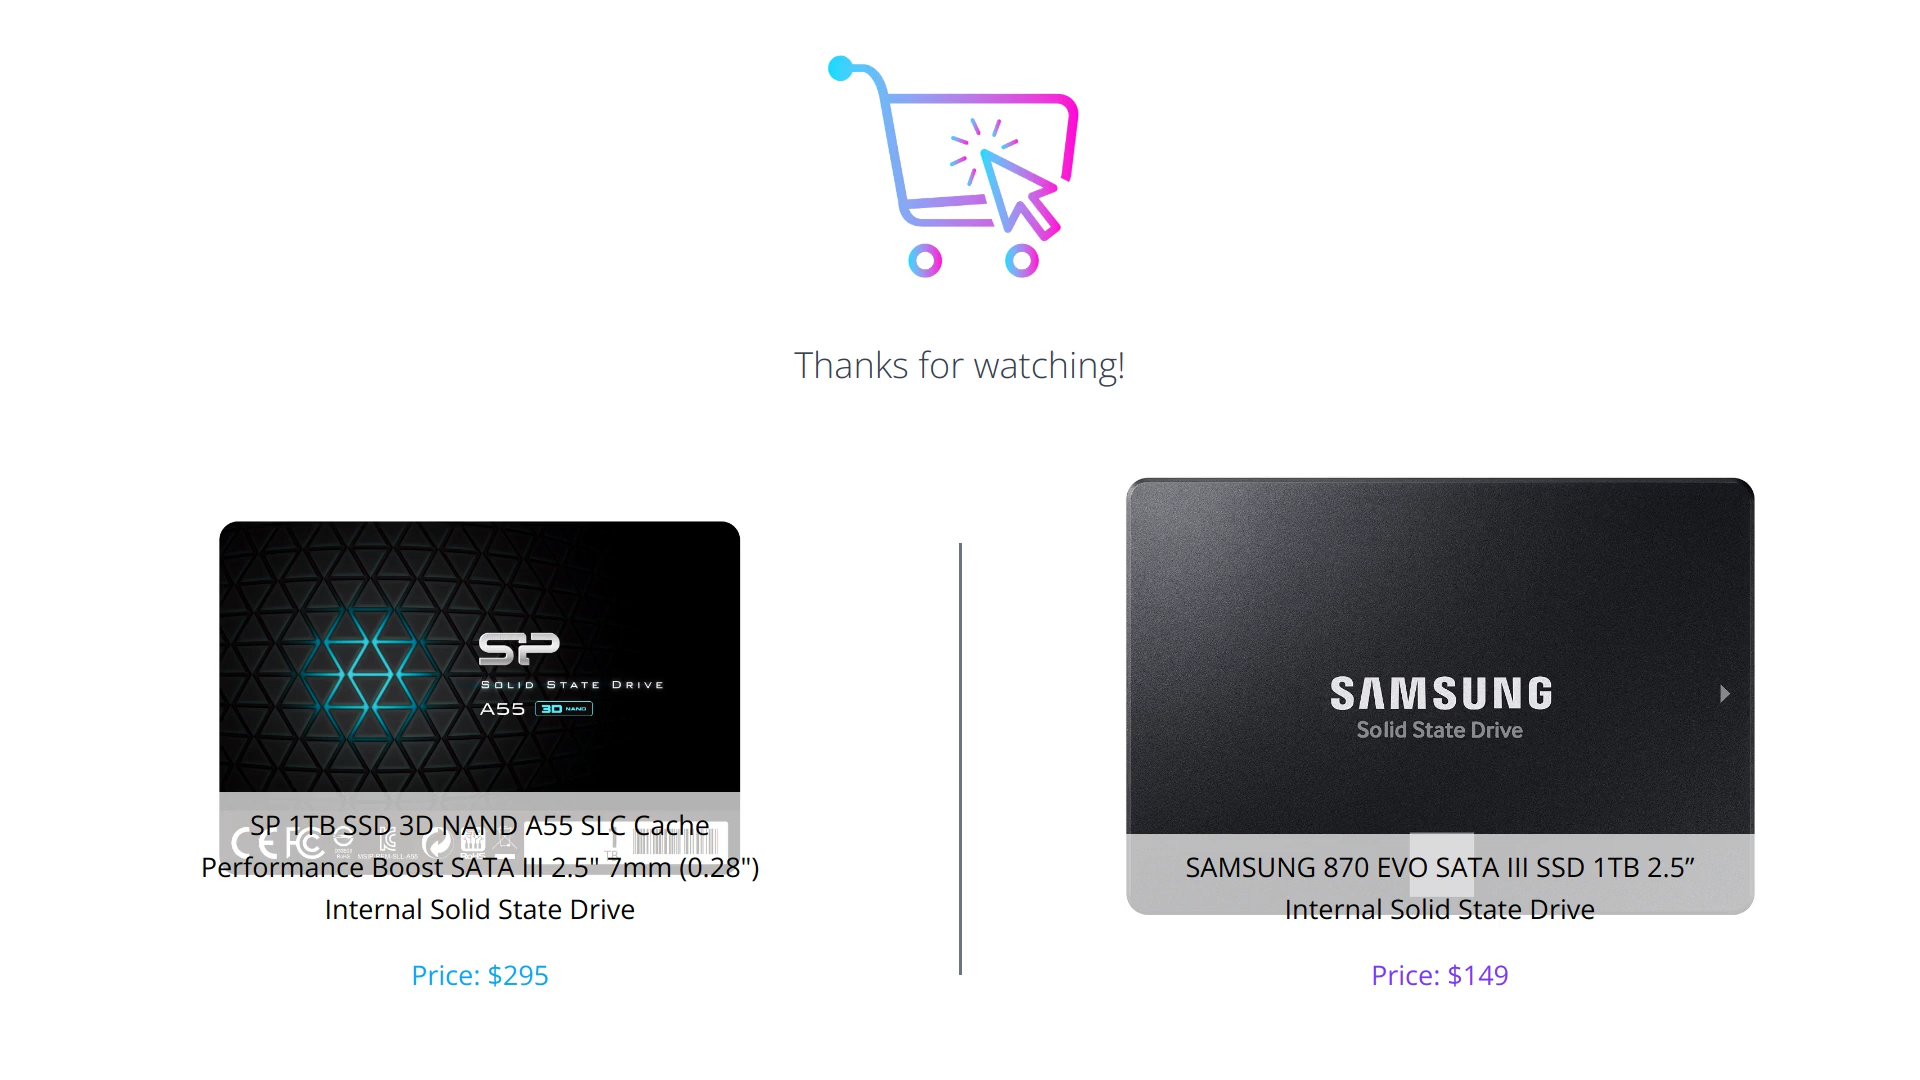 Thanks for watching!
SP
SOLID STATE DRIVE
A55 3D NAND
SP 1TB SSD 3D NAND A55 SLC Cache
Performance Boost SATA III 2.5" 7mm (0.28")
Internal Solid State Drive
Price: $295
SAMSUNG
Solid State Drive
SAMSUNG 870 EVO SATA III SSD 1TB 2.5”
Internal Solid State Drive
Price: $149